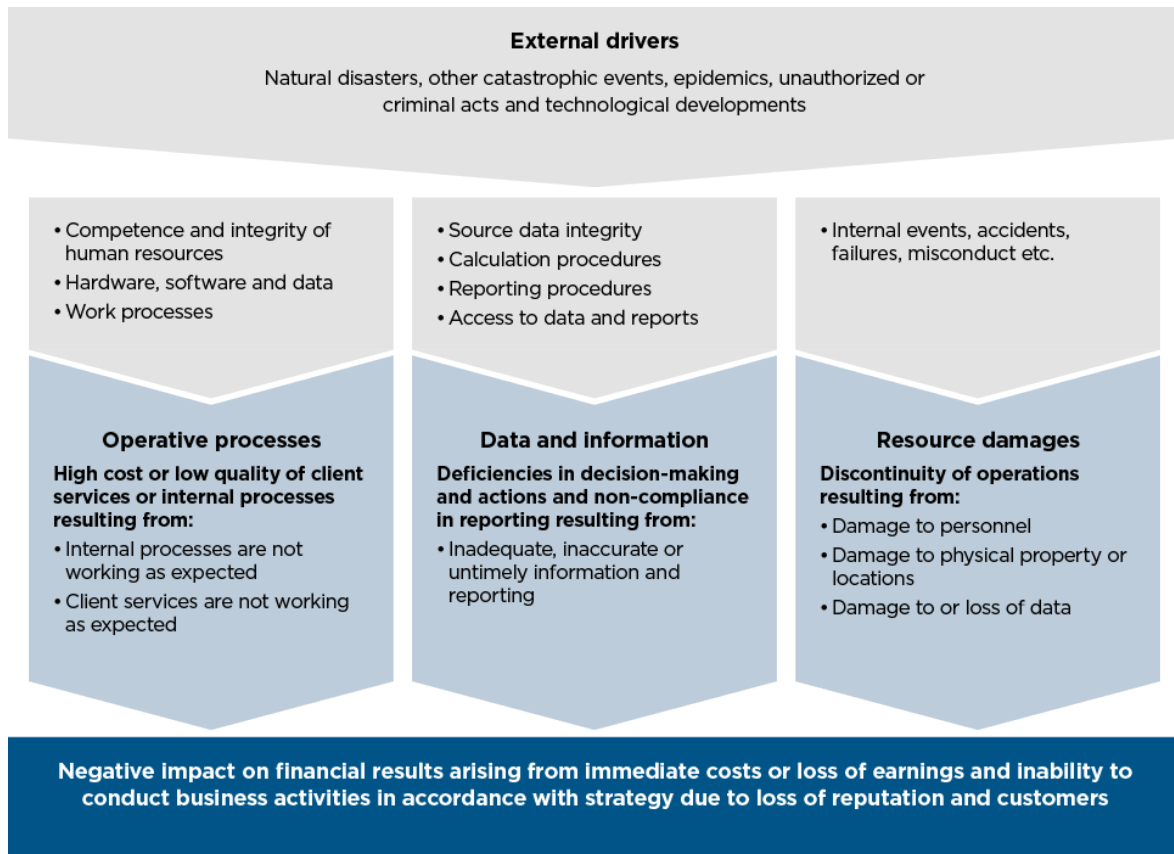 External drivers
Natural disasters, other catastrophic events, epidemics, unauthorized or
criminal acts and technological developments
• Competence and integrity of
human resources
• Hardware, software and data
• Work processes
• Source data integrity
• Calculation procedures
• Reporting procedures
• Access to data and reports
• Internal events, accidents,
failures, misconduct etc.
Operative processes
High cost or low quality of client
services or internal processes
resulting from:
• Internal processes are not
working as expected
• Client services are not working
as expected
Data and information
Deficiencies in decision-making
and actions and non-compliance
in reporting resulting from:
• Inadequate, inaccurate or
untimely information and
reporting
Resource damages
Discontinuity of operations
resulting from:
• Damage to personnel
• Damage to physical property or
locations
• Damage to or loss of data
Negative impact on financial results arising from immediate costs or loss of earnings and inability to
conduct business activities in accordance with strategy due to loss of reputation and customers